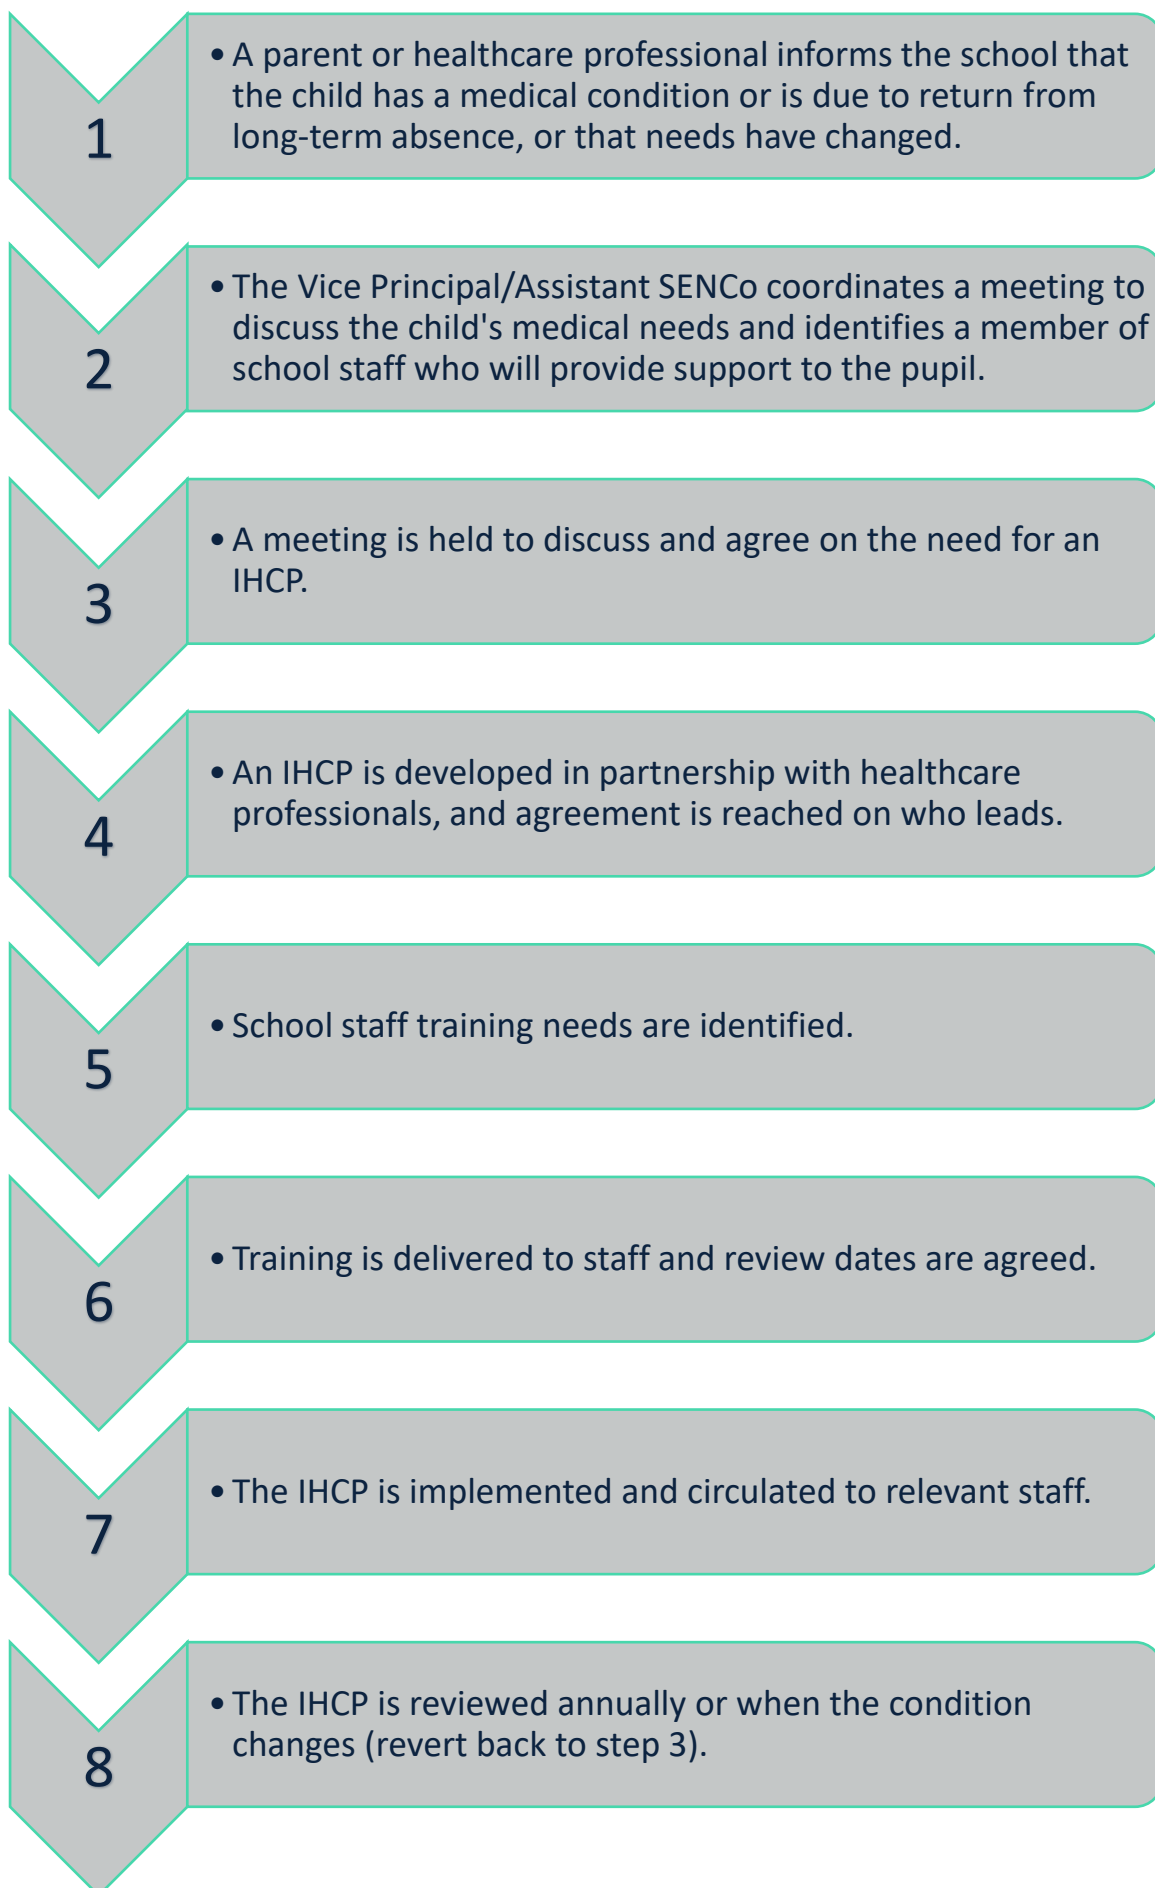 1
• A parent or healthcare professional informs the school that
the child has a medical condition or is due to return from
long-term absence, or that needs have changed.
2
• The Vice Principal/Assistant SENCo coordinates a meeting to
discuss the child's medical needs and identifies a member of
school staff who will provide support to the pupil.
3
• A meeting is held to discuss and agree on the need for an
IHCP.
4
• An IHCP is developed in partnership with healthcare
professionals, and agreement is reached on who leads.
5
• School staff training needs are identified.
6
• Training is delivered to staff and review dates are agreed.
7
• The IHCP is implemented and circulated to relevant staff.
8
• The IHCP is reviewed annually or when the condition
changes (revert back to step 3).